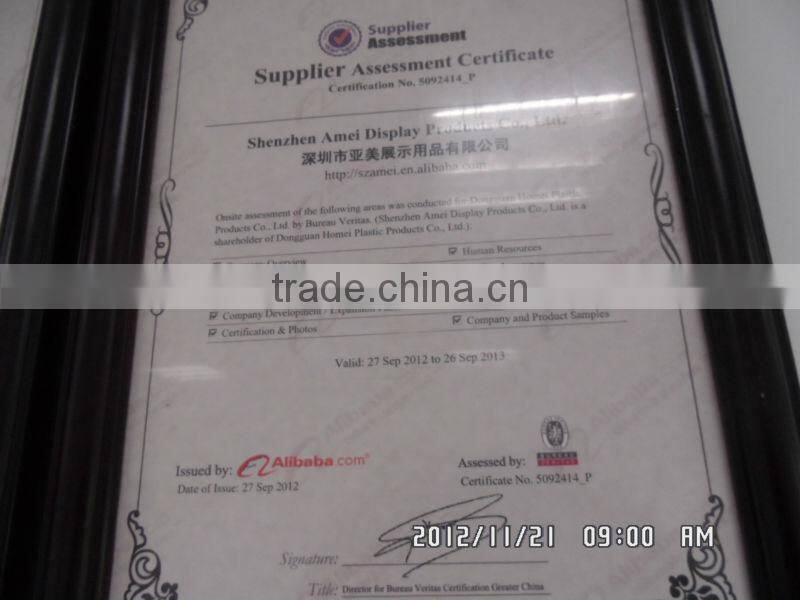 Supplier
Assessment
Supplier Assessment Certificate
Certification No. 5092414_P
Shenzhen Amei Display Products Co., Ltd.
深圳市亚美展示用品有限公司
http://szamei.en.alibaba.com
Onsite assessment of the following areas was conducted for Dongguan Homei Plastic
Products Co., Ltd. by Bureau Veritas. (Shenzhen Amei Display Products Co., Ltd. is a
shareholder of Dongguan Homei Plastic Products Co., Ltd.):
Overview
Human Resources
trade.china.cn
Company Development / Expansion
Company and Product Samples
Certification & Photos
Valid: 27 Sep 2012 to 26 Sep 2013
Issued by: Alibaba.com®
Assessed by: BUREAU VERITAS
Date of Issue: 27 Sep 2012
Certificate No. 5092414_P
2012/11/21 09:00 AM
Signature:
Title: Director for Bureau Veritas Certification Greater China